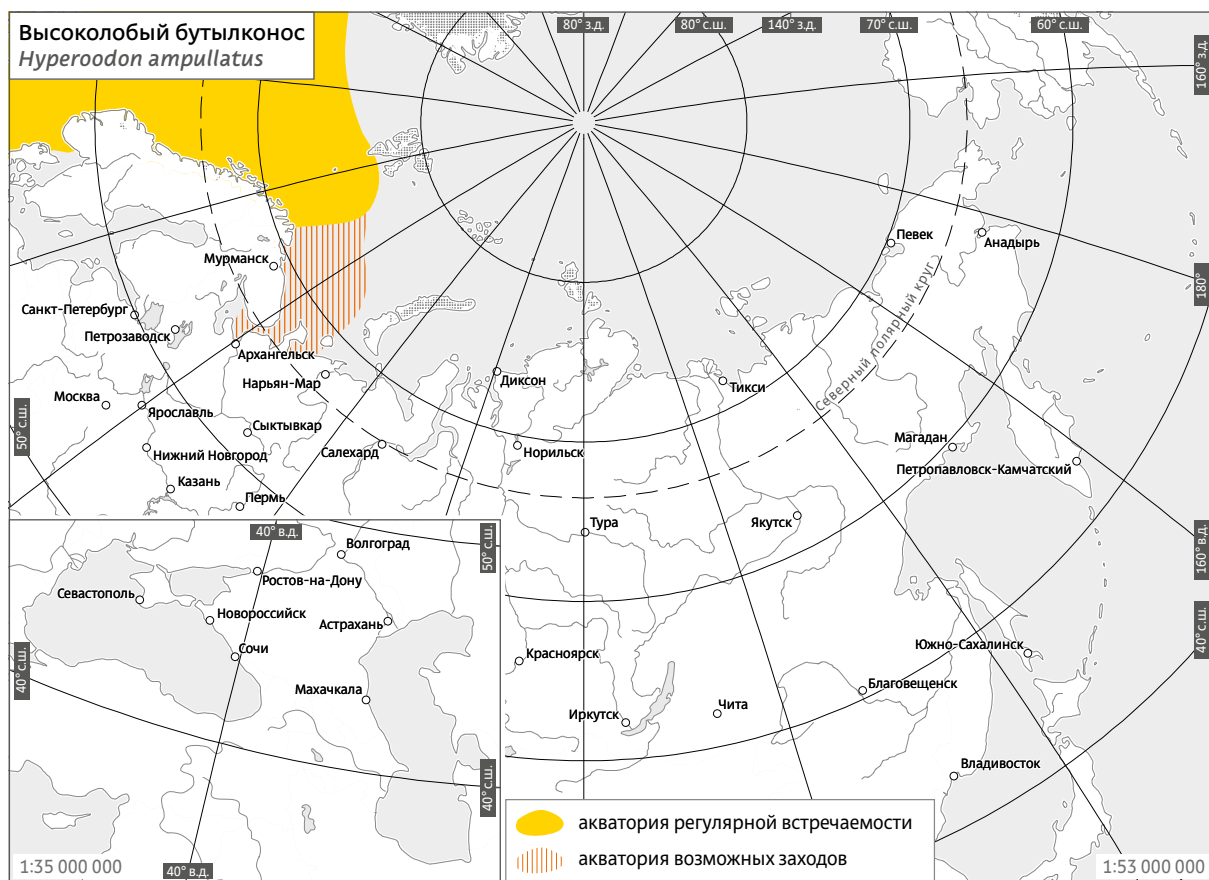 Высоколобый бутылконос
Hyperoodon ampullatus
80° з.д.
80° с.ш.
140° з.д.
70° с.ш.
60° с.ш.
160° з.д.
180°
160° в.д.
40° с.ш.
50° с.ш.
Певек
Анадырь
Северный полярный круг
Мурманск
Санкт-Петербург
Петрозаводск
Архангельск
Нарьян-Мар
Диксон
Тикси
Москва
Ярославль
Сыктывкар
Салехард
Норильск
Магадан
Петропавловск-Камчатский
Нижний Новгород
Казань
Пермь
Тура
Якутск
Красноярск
Иркутск
Чита
Благовещенск
Южно-Сахалинск
Владивосток
40° в.д.
50° с.ш.
Волгоград
Ростов-на-Дону
Севастополь
Новороссийск
Астрахань
Сочи
Махачкала
40° с.ш.
40° с.ш.
40° в.д.
1:35 000 000
акватория регулярной встречаемости
акватория возможных заходов
1:53 000 000